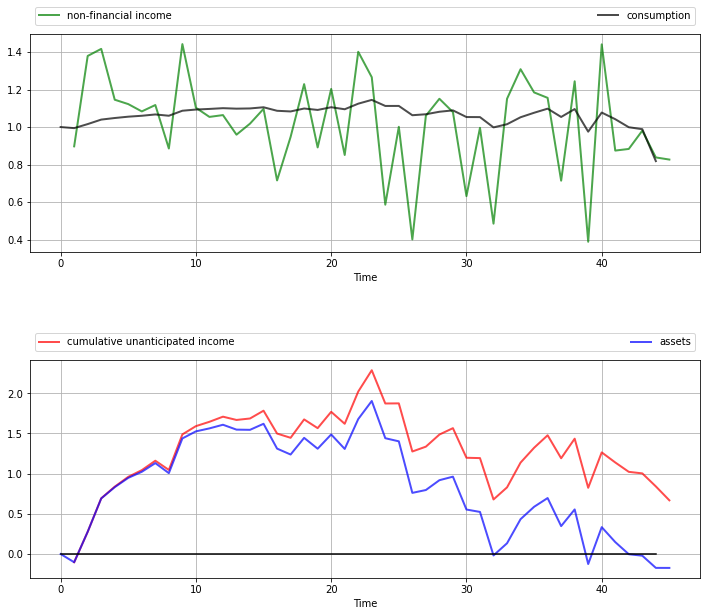 non-financial income consumption
1.4
1.2
1.0
0.8
0.6
0.4
0 10 20 30 40
Time
cumulative unanticipated income assets
2.0
1.5
1.0
0.5
0.0
0 10 20 30 40
Time